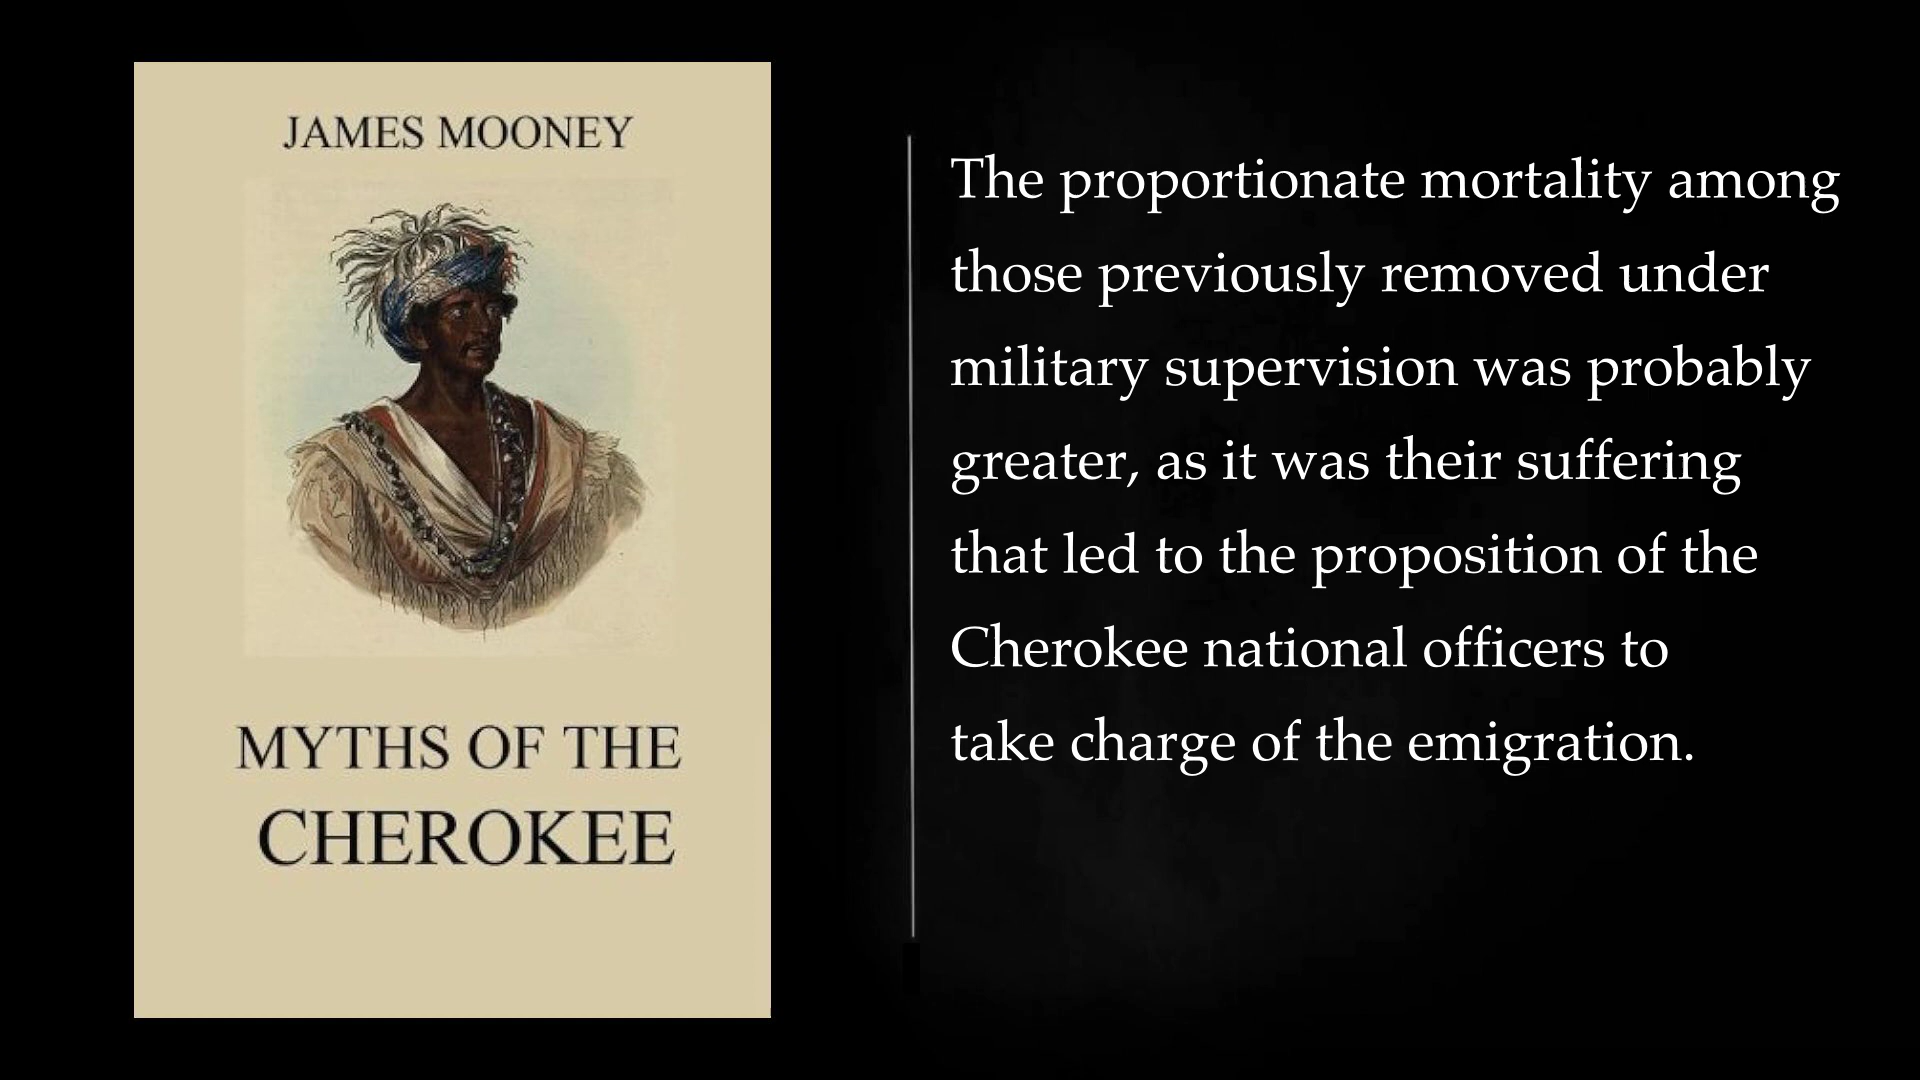 JAMES MOONEY
MYTHS OF THE
CHEROKEE
The proportionate mortality among
those previously removed under
military supervision was probably
greater, as it was their suffering
that led to the proposition of the
Cherokee national officers to
take charge of the emigration.